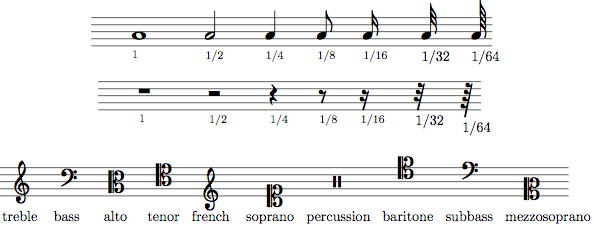 1 1/2 1/4 1/8 1/16 1/32 1/64
1 1/2 1/4 1/8 1/16 1/32 1/64
treble bass alto tenor french soprano percussion baritone subbass mezzosoprano